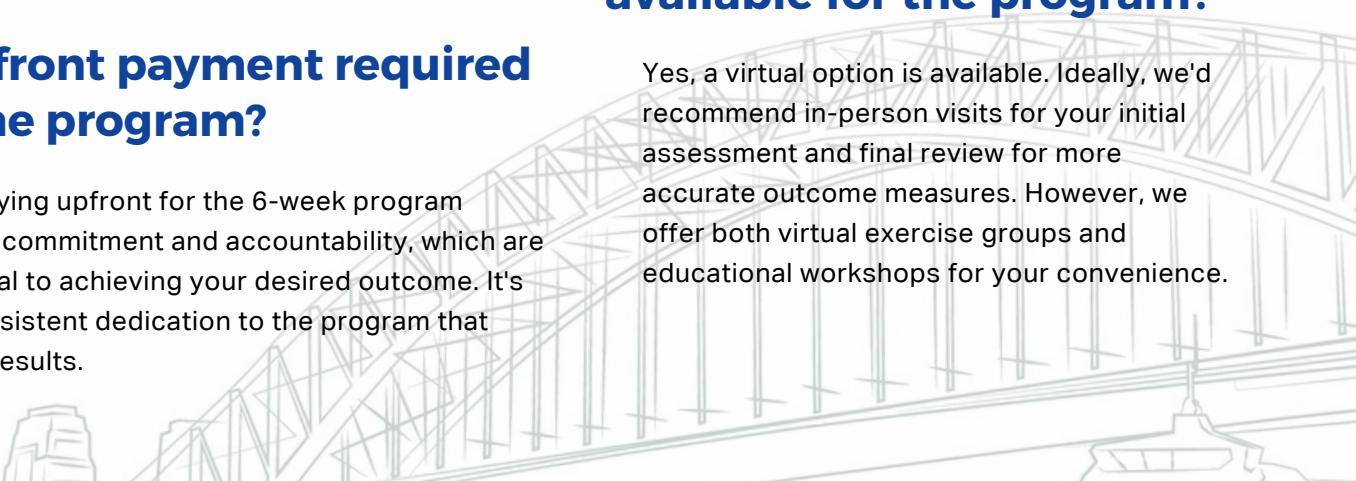 front payment required
e program?
ying upfront for the 6-week program
commitment and accountability, which are
al to achieving your desired outcome. It's
sistent dedication to the program that
esults.
available for the program?
Yes, a virtual option is available. Ideally, we'd
recommend in-person visits for your initial
assessment and final review for more
accurate outcome measures. However, we
offer both virtual exercise groups and
educational workshops for your convenience.